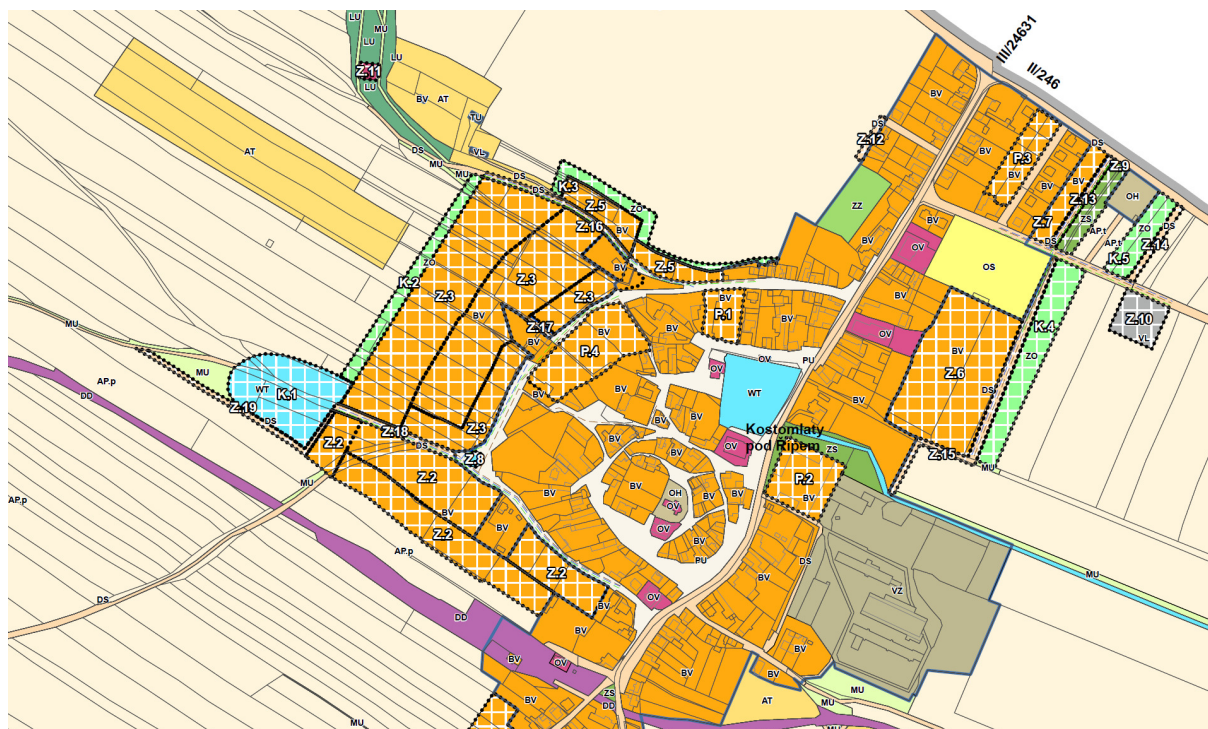 LU
MU
LU
LU
Z.11
LU
BV
AT
TU
VL
AT
DS
MU
MU
DS
DS
III/24631
II/246
BV
DS
Z.12
BV
BV
P.3
BV
DS
Z.9
BV
Z.13
OH
Z.7
ZS
AP.t
ZO
DS
Z.14
AP.t
K.5
DS
ZZ
BV
BV
OV
OS
K.3
Z.5
ZO
BV
Z.16
Z.5
BV
ZO
K.2
Z.3
Z.3
Z.3
BV
Z.17
BV
BV
P.4
BV
P.1
BV
BV
BV
OV
K.4
ZO
Z.10
VL
BV
Z.6
DS
MU
MU
WT
K.1
Z.19
DS
AP.p
DD
OV
PU
OV
WT
BV
BV
Z.3
Z.18
DS
Z.8
Z.2
Z.2
BV
BV
Z.2
Z.2
MU
AP.p
AP.p
DS
DD
BV
BV
BV
BV
BV
BV
OH
OV
OV
BV
BV
BV
PU
OV
Kostomlaty
pod Řípem
ZS
P.2
BV
Z.15
MU
MU
DS
VZ
BV
OV
BV
BV
BV
OV
BV
BV
BV
ZS
DD
AT
MU
MU
MU